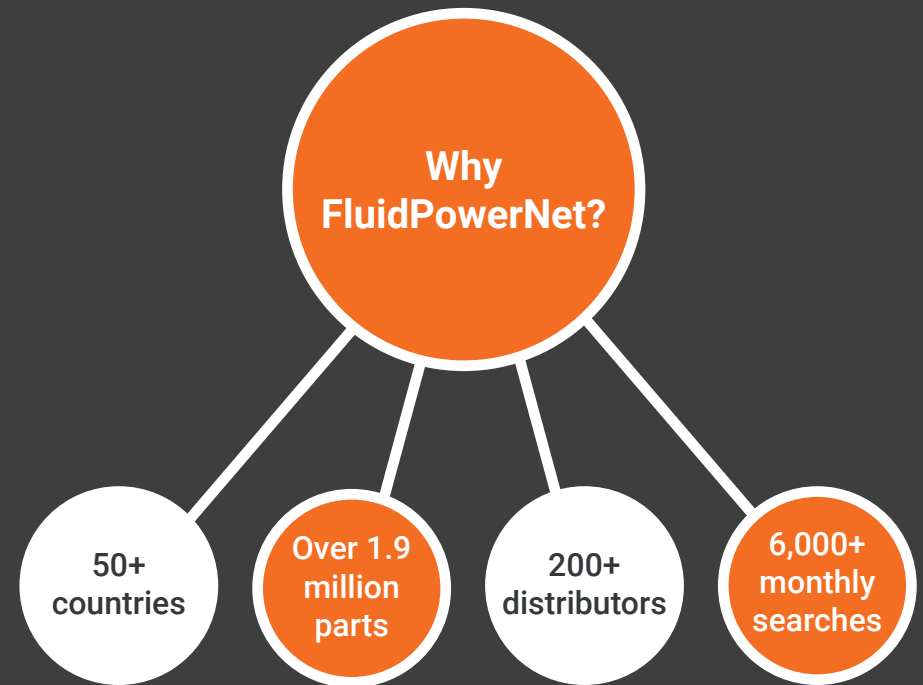 Why
FluidPowerNet?
50+
countries
Over 1.9
million
parts
200+
distributors
6,000+
monthly
searches